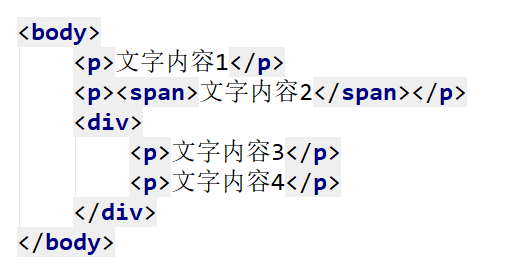 <body>
<p>文字内容1</p>
<p><span>文字内容2</span></p>
<div>
<p>文字内容3</p>
<p>文字内容4</p>
</div>
</body>